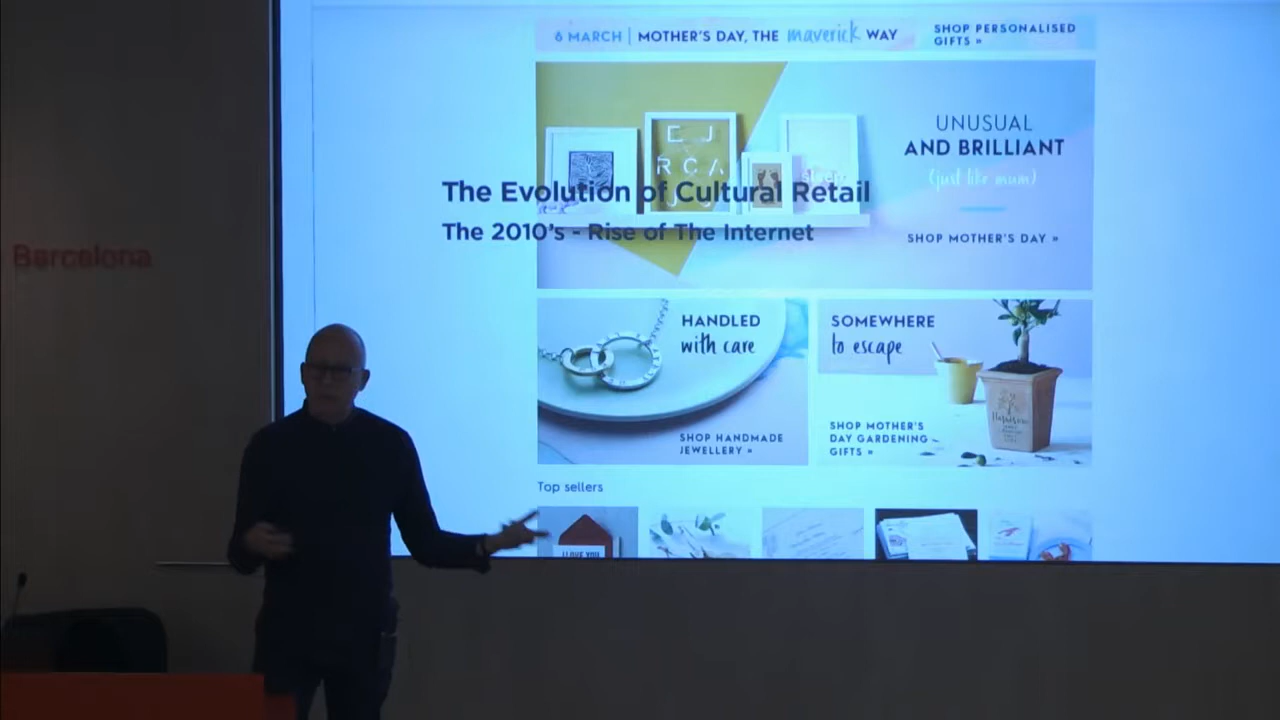 6 MARCH | MOTHER'S DAY, THE maverick WAY
SHOP PERSONALISED
GIFTS »
UNUSUAL
AND BRILLIANT
(just like mum)
SHOP MOTHER'S DAY »
The Evolution of Cultural Retail
The 2010's - Rise of The Internet
Barcelona
HANDLED
with care
SHOP HANDMADE
JEWELLERY »
SOMEWHERE
to escape
SHOP MOTHER'S
DAY GARDENING
GIFTS »
Top sellers
I LOVE YOU